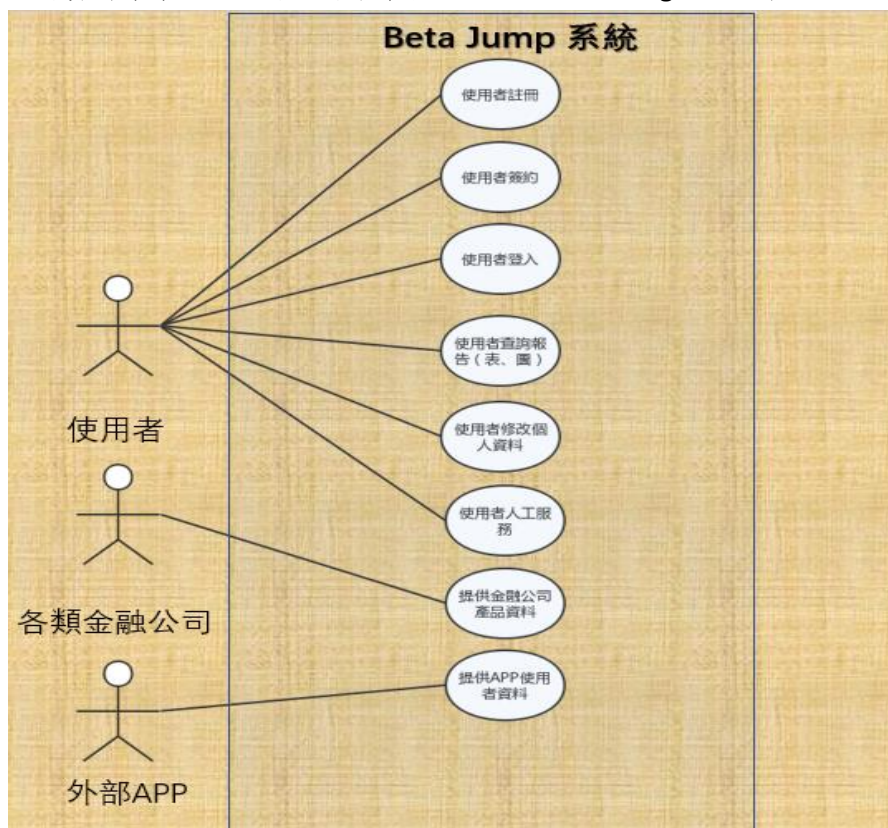 Beta Jump 系統
使用者註冊
使用者簽約
使用者登入
使用者查詢報
告（表、圖）
使用者修改個
人資料
使用者人工服
務
提供金融公司
產品資料
提供APP使用
者資料
使用者
各類金融公司
外部APP